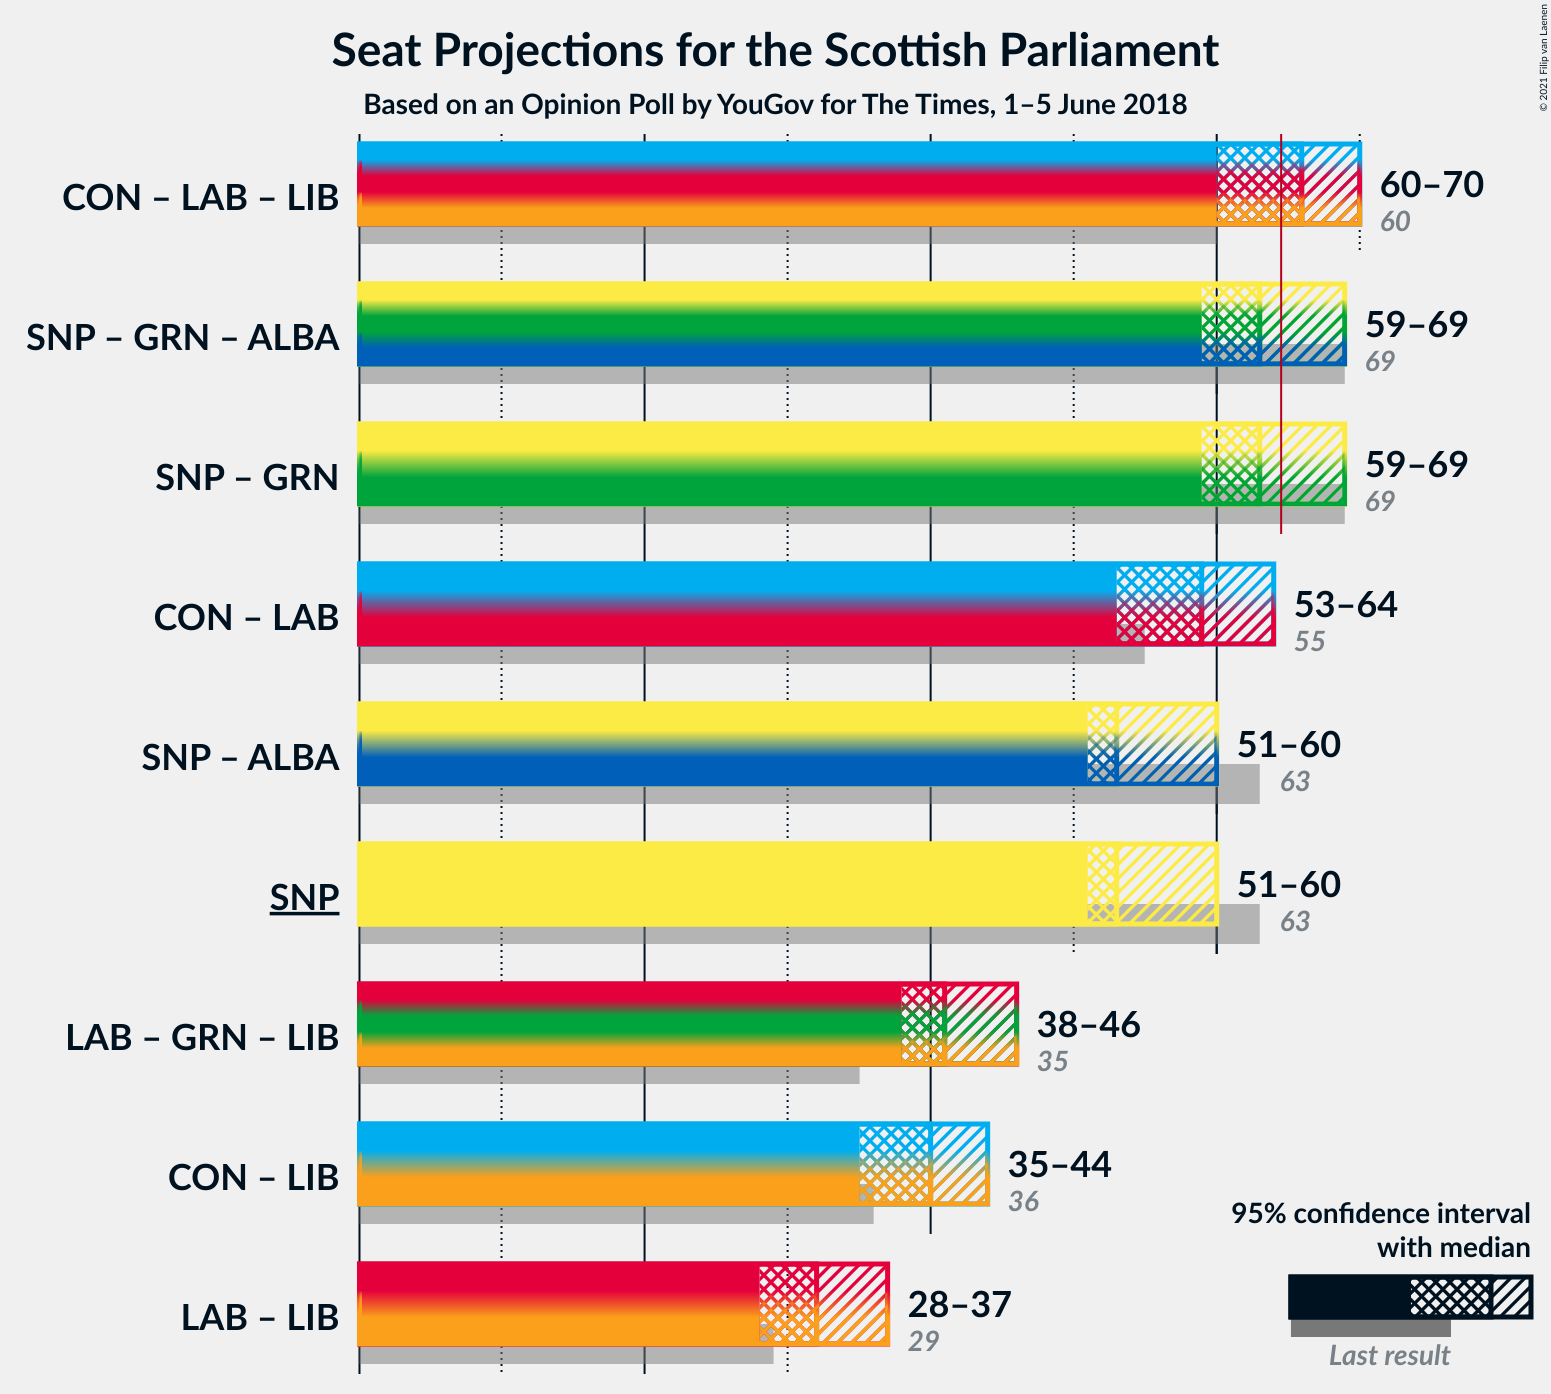 Seat Projections for the Scottish Parliament
Based on an Opinion Poll by YouGov for The Times, 1–5 June 2018
© 2021 Filip van Laenen
CON – LAB – LIB
60–70
60
SNP – GRN – ALBA
59–69
69
SNP – GRN
59–69
69
CON – LAB
53–64
55
SNP – ALBA
51–60
63
SNP
51–60
63
LAB – GRN – LIB
38–46
35
CON – LIB
35–44
36
LAB – LIB
28–37
29
95% confidence interval
with median
Last result